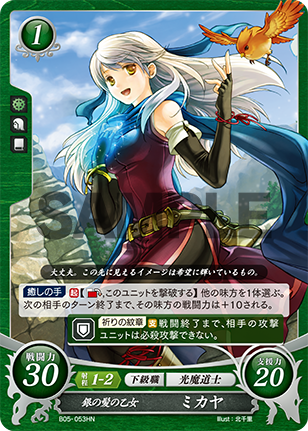 1
SAMPLE
大丈夫。この先に見えるイメージは希望に輝いているもの。
癒しの手 起 【 ,このユニットを撃破する】 他の味方を1体選ぶ。
次の相手のターン終了まで、その味方の戦闘力は+10される。
祈りの紋章 防 戦闘終了まで、相手の攻撃
ユニットは必殺攻撃できない。
戦闘力
30
射程 1-2 下級職 光魔道士
支援力
20
銀の髪の乙女 ミカヤ
B05-053HN
Illust:北千里